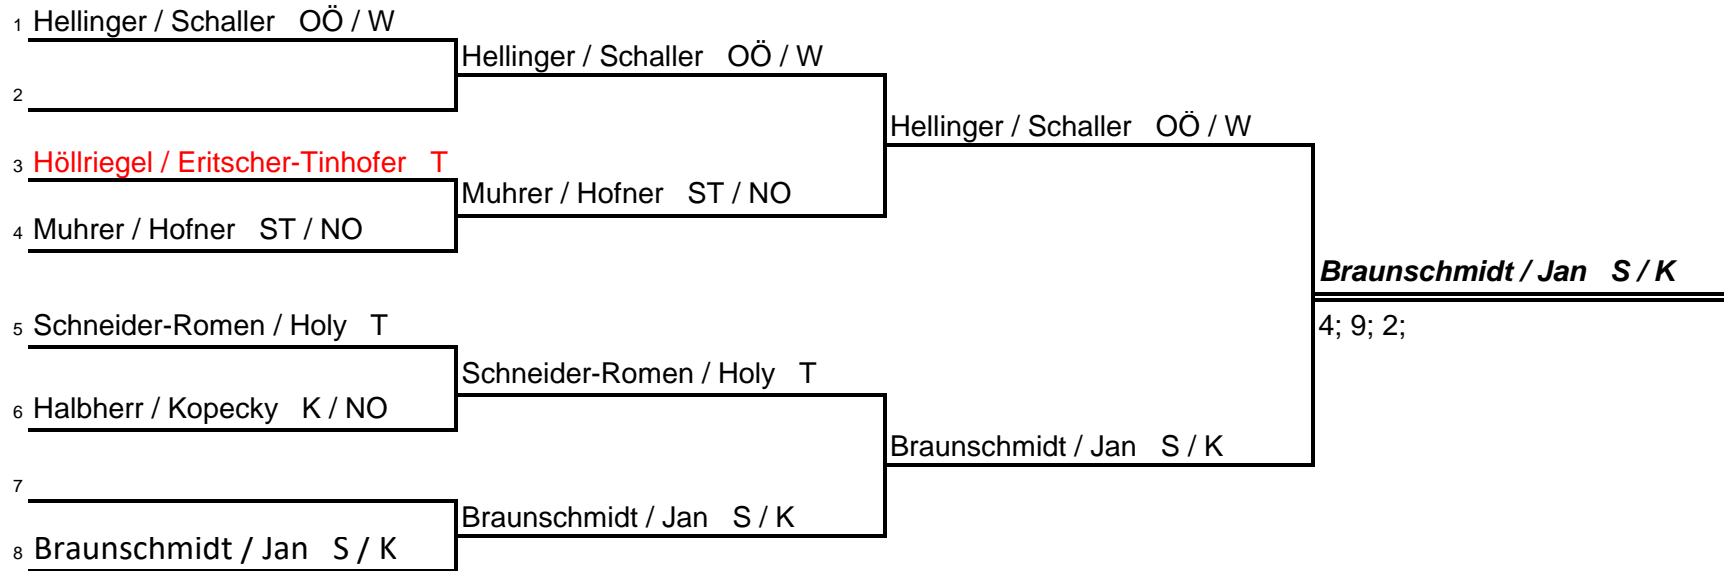 1 Hellinger / Schaller OÖ / W
Hellinger / Schaller OÖ / W
2
Hellinger / Schaller OÖ / W
3 Höllriegel / Eritscher-Tinhofer T
Muhrer / Hofner ST / NO
4 Muhrer / Hofner ST / NO
Braunschmidt / Jan S / K
5 Schneider-Romen / Holy T
4; 9; 2;
Schneider-Romen / Holy T
6 Halbherr / Kopecky K / NO
Braunschmidt / Jan S / K
7
Braunschmidt / Jan S / K
8 Braunschmidt / Jan S / K